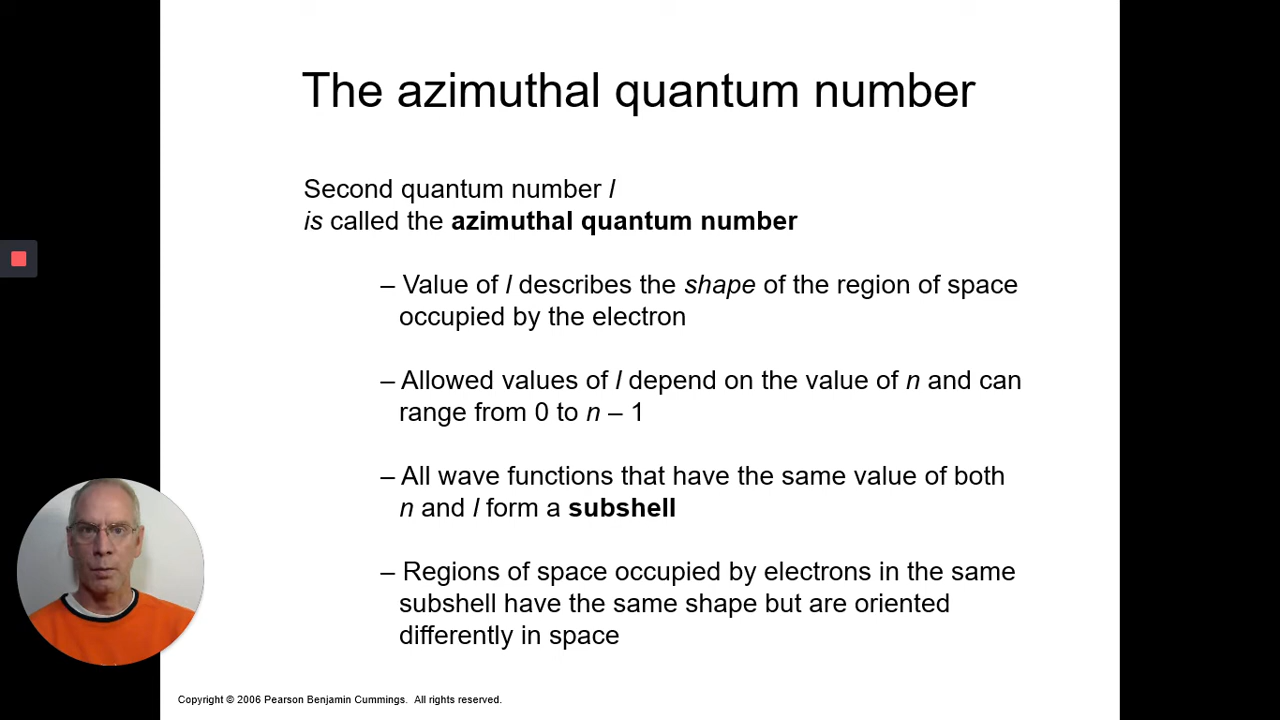 The azimuthal quantum number
Second quantum number l
is called the azimuthal quantum number
– Value of l describes the shape of the region of space
occupied by the electron
– Allowed values of l depend on the value of n and can
range from 0 to n – 1
– All wave functions that have the same value of both
n and l form a subshell
– Regions of space occupied by electrons in the same
subshell have the same shape but are oriented
differently in space
Copyright © 2006 Pearson Benjamin Cummings. All rights reserved.